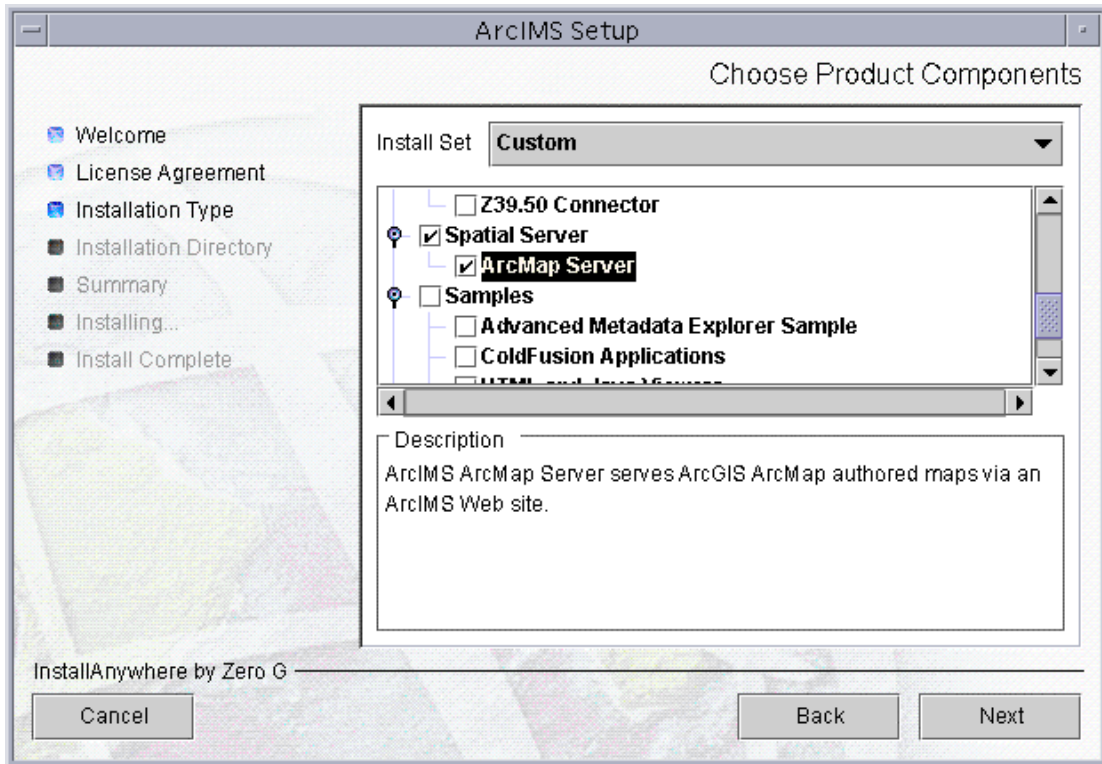 ArcIMS Setup
Choose Product Components
Welcome
License Agreement
Installation Type
Installation Directory
Summary
Installing...
Install Complete
Install Set Custom
Z39.50 Connector
Spatial Server
ArcMap Server
Samples
Advanced Metadata Explorer Sample
ColdFusion Applications
Description
ArcIMS ArcMap Server serves ArcGIS ArcMap authored maps via an
ArcIMS Web site.
InstallAnywhere by Zero G
Cancel
Back
Next